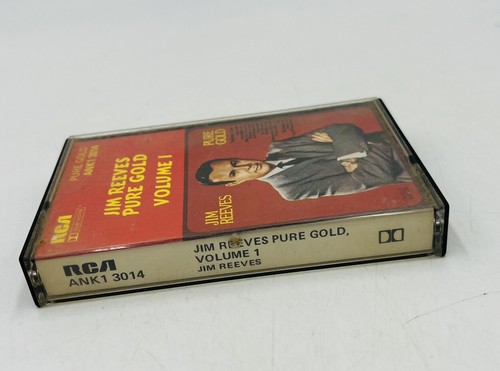 PURE GOLD
ANK1 3014
JIM REEVES
PURE GOLD
VOLUME I
RCA
PURE GOLD
JIM
REEVES
RCA
ANK1 3014
JIM REEVES PURE GOLD,
VOLUME 1
JIM REEVES